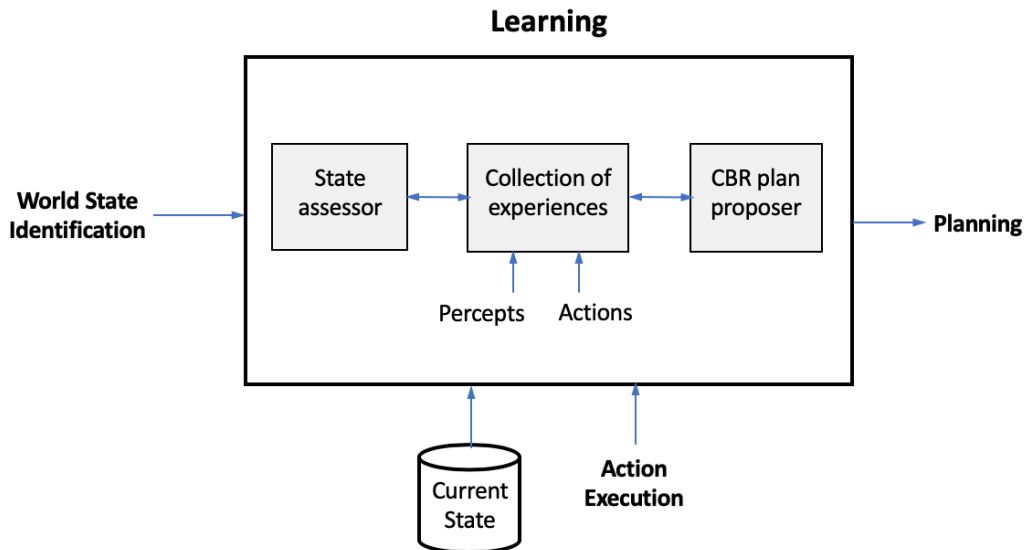 Learning
World State
Identification
State
assessor
Collection of
experiences
CBR plan
proposer
Planning
Percepts
Actions
Current
State
Action
Execution